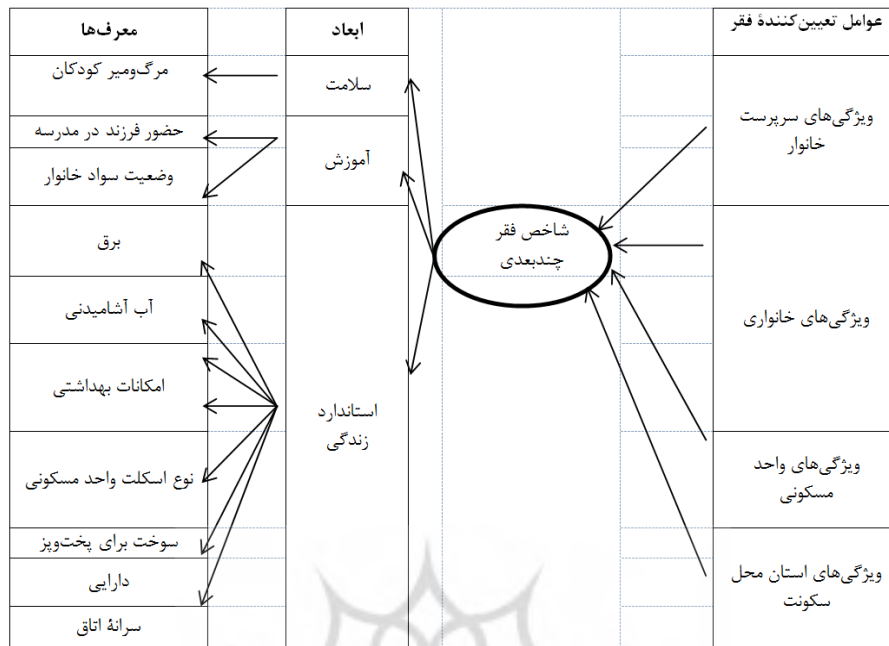 عوامل تعیین‌کنندهٔ فقر
ویژگی‌های سرپرست
خانوار
ویژگی‌های خانواری
ویژگی‌های واحد
مسکونی
ویژگی‌های استان محل
سکونت
شاخص فقر
چندبعدی
ابعاد
سلامت
آموزش
استاندارد
زندگی
معرف‌ها
مرگ‌ومیر کودکان
حضور فرزند در مدرسه
وضعیت سواد خانوار
برق
آب آشامیدنی
امکانات بهداشتی
نوع اسکلت واحد مسکونی
سوخت برای پخت‌وپز
دارایی
سرانهٔ اتاق